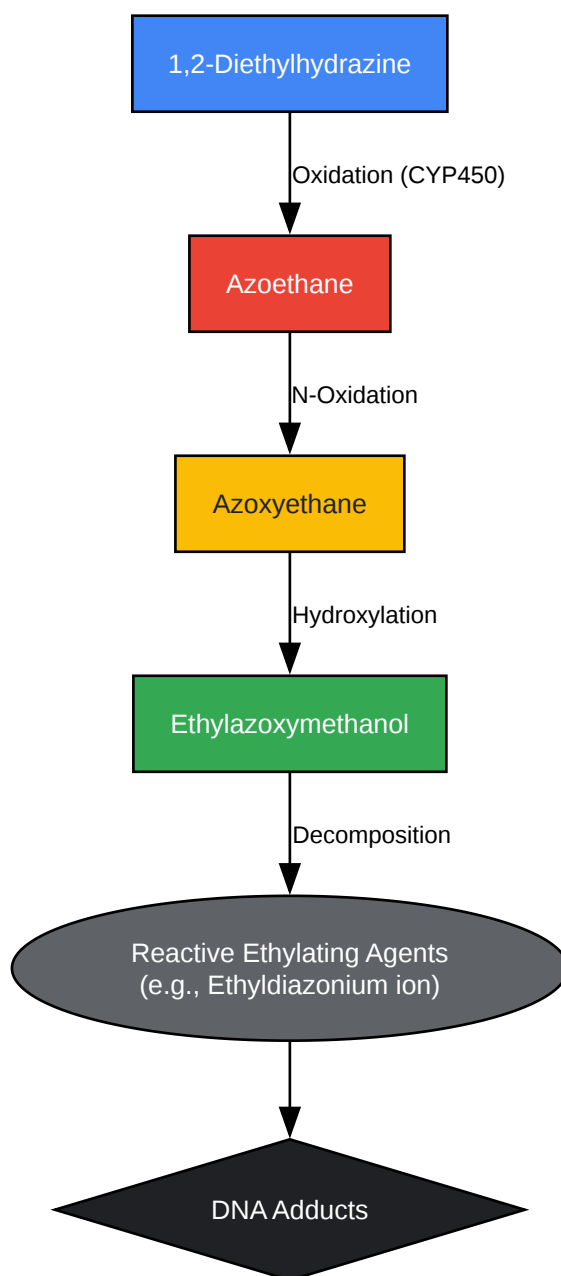 1,2-Diethylhydrazine
Oxidation (CYP450)
Azoethane
N-Oxidation
Azoxyethane
Hydroxylation
Ethylazoxymethanol
Decomposition
Reactive Ethylating Agents
(e.g., Ethyldiazonium ion)
DNA Adducts